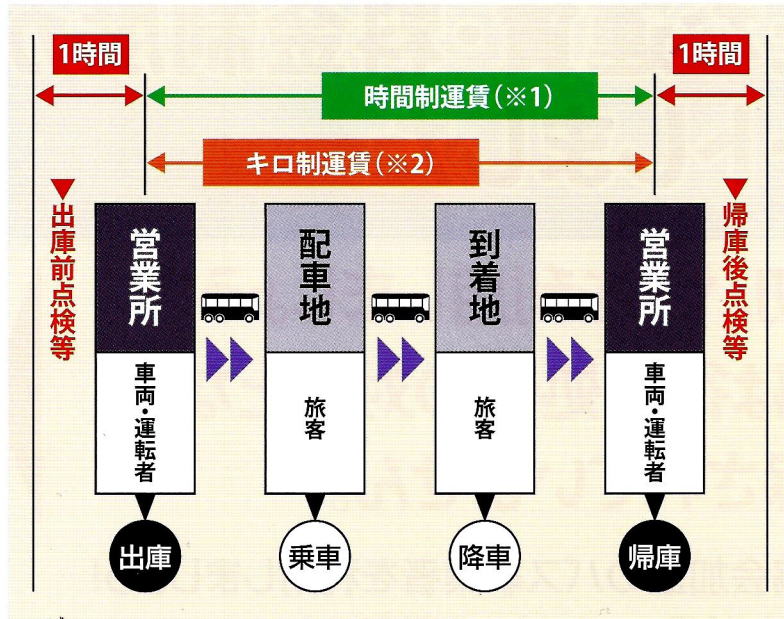 1時間
1時間
時間制運賃(※1)
キロ制運賃(※2)
出庫前点検等
営業所
配車地
到着地
営業所
帰庫後点検等
車両・運転者
旅客
旅客
車両・運転者
出庫
乗車
降車
帰庫